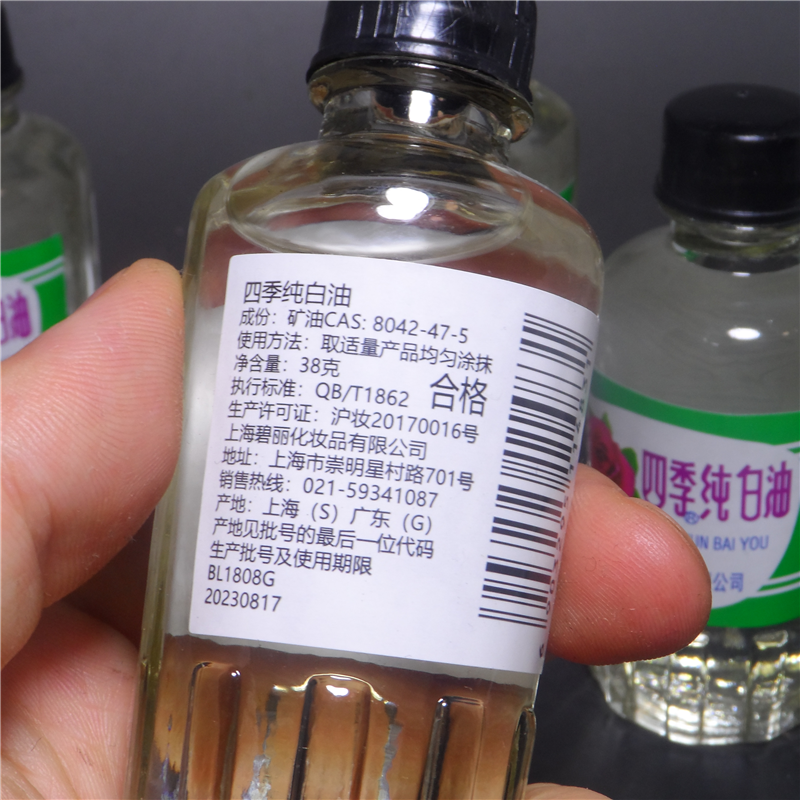 四季纯白油
成份：矿油CAS: 8042-47-5
使用方法：取适量产品均匀涂抹
净含量：38克
执行标准：QB/T1862 合格
生产许可证：沪妆20170016号
上海碧丽化妆品有限公司
地址：上海市崇明星村路701号
销售热线：021-59341087
产地：上海（S）广东（G）
产地见批号的最后一位代码
生产批号及使用期限
BL1808G
20230817
四季纯白油
®
UN BAI YOU
公司
油